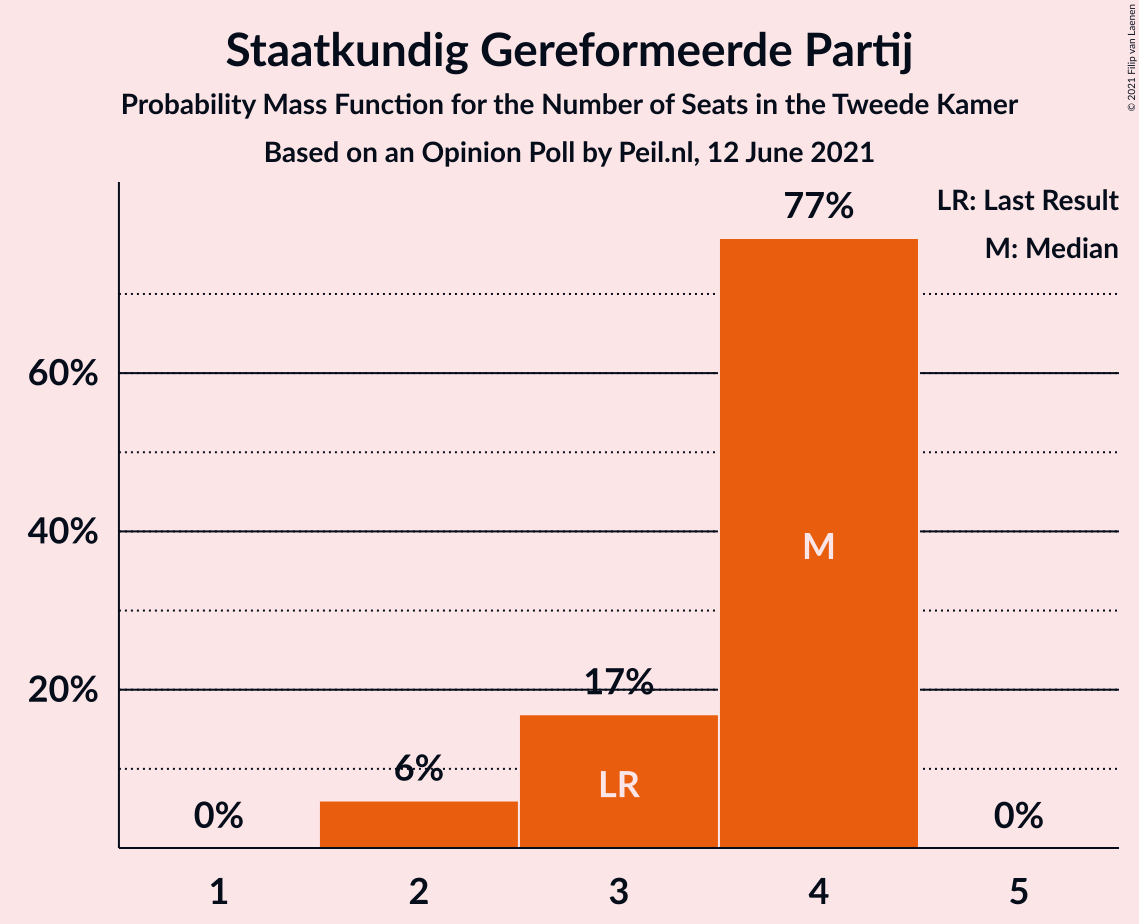 Staatkundig Gereformeerde Partij
Probability Mass Function for the Number of Seats in the Tweede Kamer
Based on an Opinion Poll by Peil.nl, 12 June 2021
© 2021 Filip van Laenen
LR: Last Result
M: Median
77%
60%
40%
M
20%
17%
6%
LR
0%
0%
1
2
3
4
5